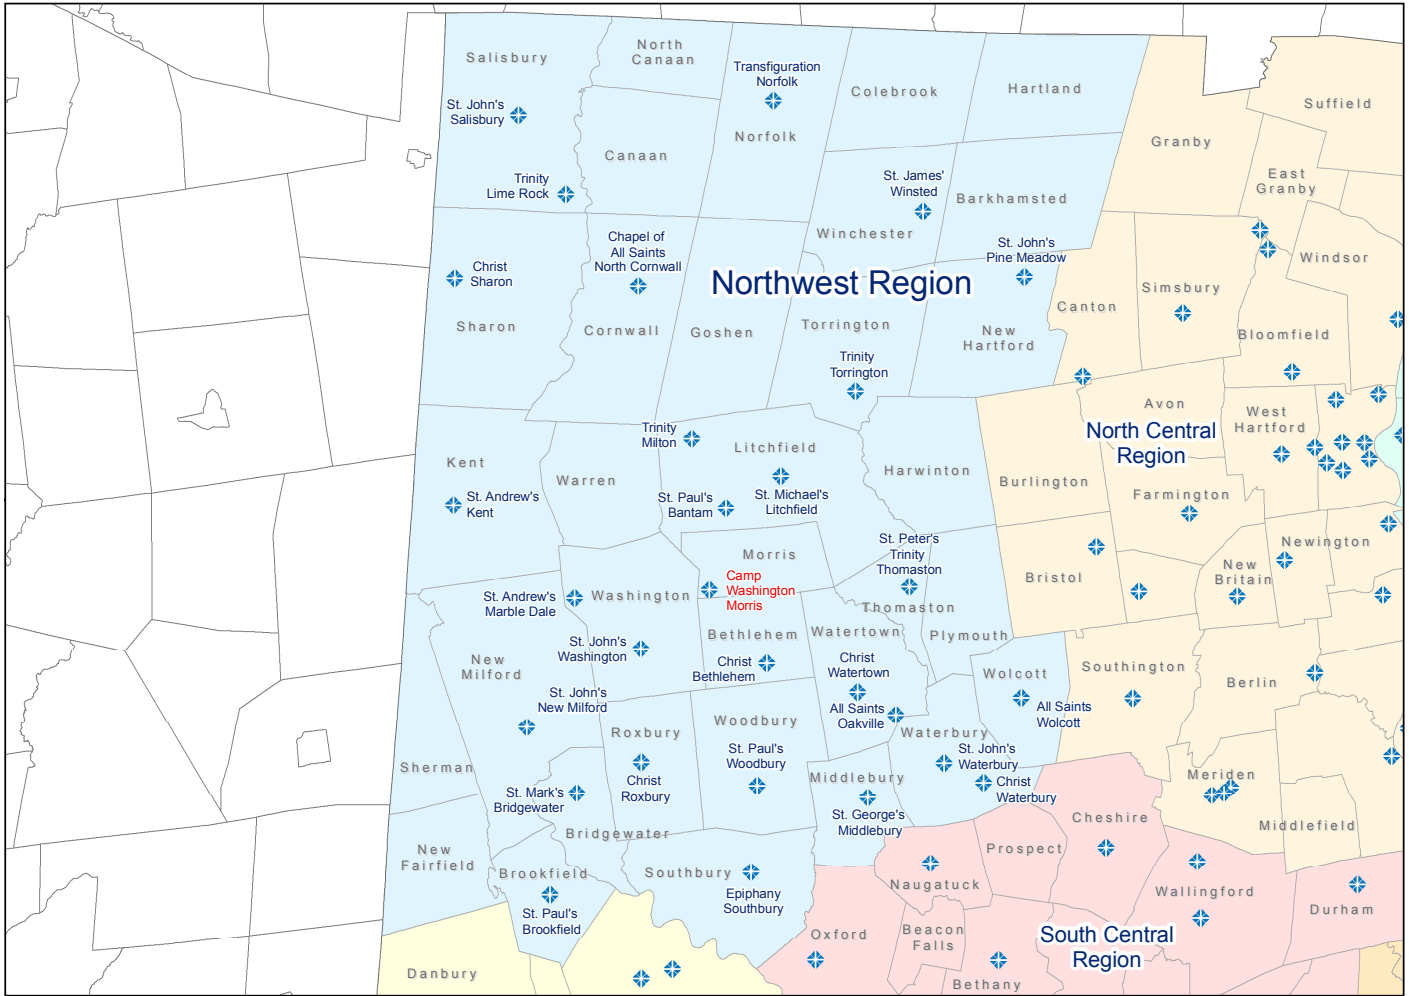 Salisbury
North
Canaan
Transfiguration
Norfolk
Colebrook
Hartland
Suffield
St. John's
Salisbury
Norfolk
Granby
Canaan
East
Granby
Trinity
Lime Rock
St. James'
Winsted
Barkhamsted
Winchester
Chapel of
All Saints
North Cornwall
St. John's
Pine Meadow
Windsor
Christ
Sharon
Northwest Region
Simsbury
Canton
Sharon
Cornwall
Goshen
Torrington
New
Hartford
Bloomfield
Trinity
Torrington
Avon
West
Hartford
North Central
Region
Trinity
Milton
Litchfield
Kent
Warren
Harwinton
Burlington
Farmington
St. Andrew's
Kent
St. Paul's
Bantam
St. Michael's
Litchfield
St. Peter's
Trinity
Thomaston
Morris
Newington
New
Britain
Bristol
Camp
Washington
Morris
St. Andrew's
Marble Dale
Washington
Thomaston
Plymouth
Bethlehem
Watertown
St. John's
Washington
Christ
Bethlehem
Christ
Watertown
New
Milford
Wolcott
Southington
Berlin
St. John's
New Milford
All Saints
Oakville
All Saints
Wolcott
Woodbury
Roxbury
Waterbury
St. Paul's
Woodbury
St. John's
Waterbury
Sherman
Middlebury
Christ
Waterbury
Meriden
Christ
Roxbury
St. Mark's
Bridgewater
St. George's
Middlebury
Cheshire
Middlefield
Bridgewater
New
Fairfield
Prospect
Brookfield
Southbury
Naugatuck
Wallingford
Epiphany
Southbury
Durham
St. Paul's
Brookfield
Oxford
Beacon
Falls
South Central
Region
Danbury
Bethany